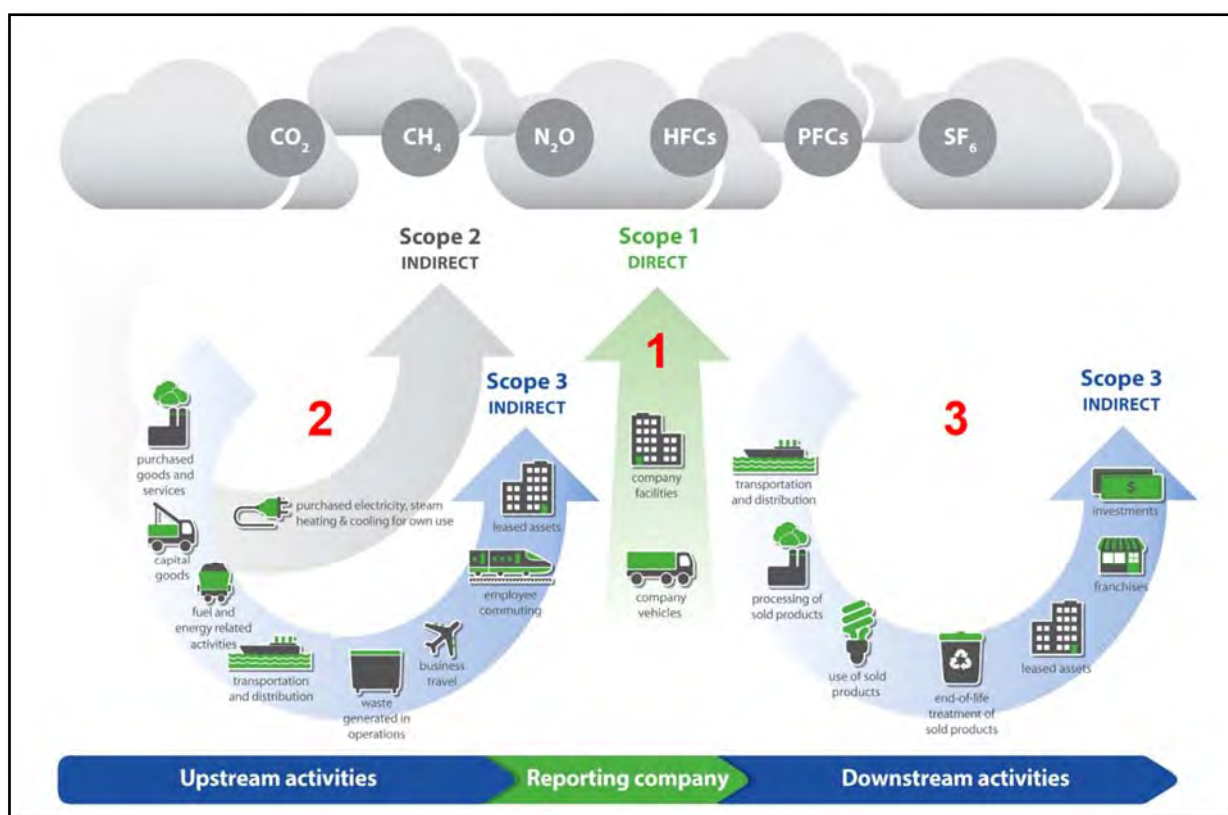 CO₂
CH₄
N₂O
HFCs
PFCs
SF₆
Scope 2
INDIRECT
Scope 1
DIRECT
1
2
3
Scope 3
INDIRECT
Scope 3
INDIRECT
purchased
goods and
services
capital
goods
fuel and
energy related
activities
purchased electricity, steam
heating & cooling for own use
transportation
and distribution
waste
generated in
operations
business
travel
employee
commuting
leased assets
company
facilities
company
vehicles
transportation
and distribution
processing of
sold products
use of sold
products
end-of-life
treatment of
sold products
leased assets
franchises
$
investments
Upstream activities
Reporting company
Downstream activities